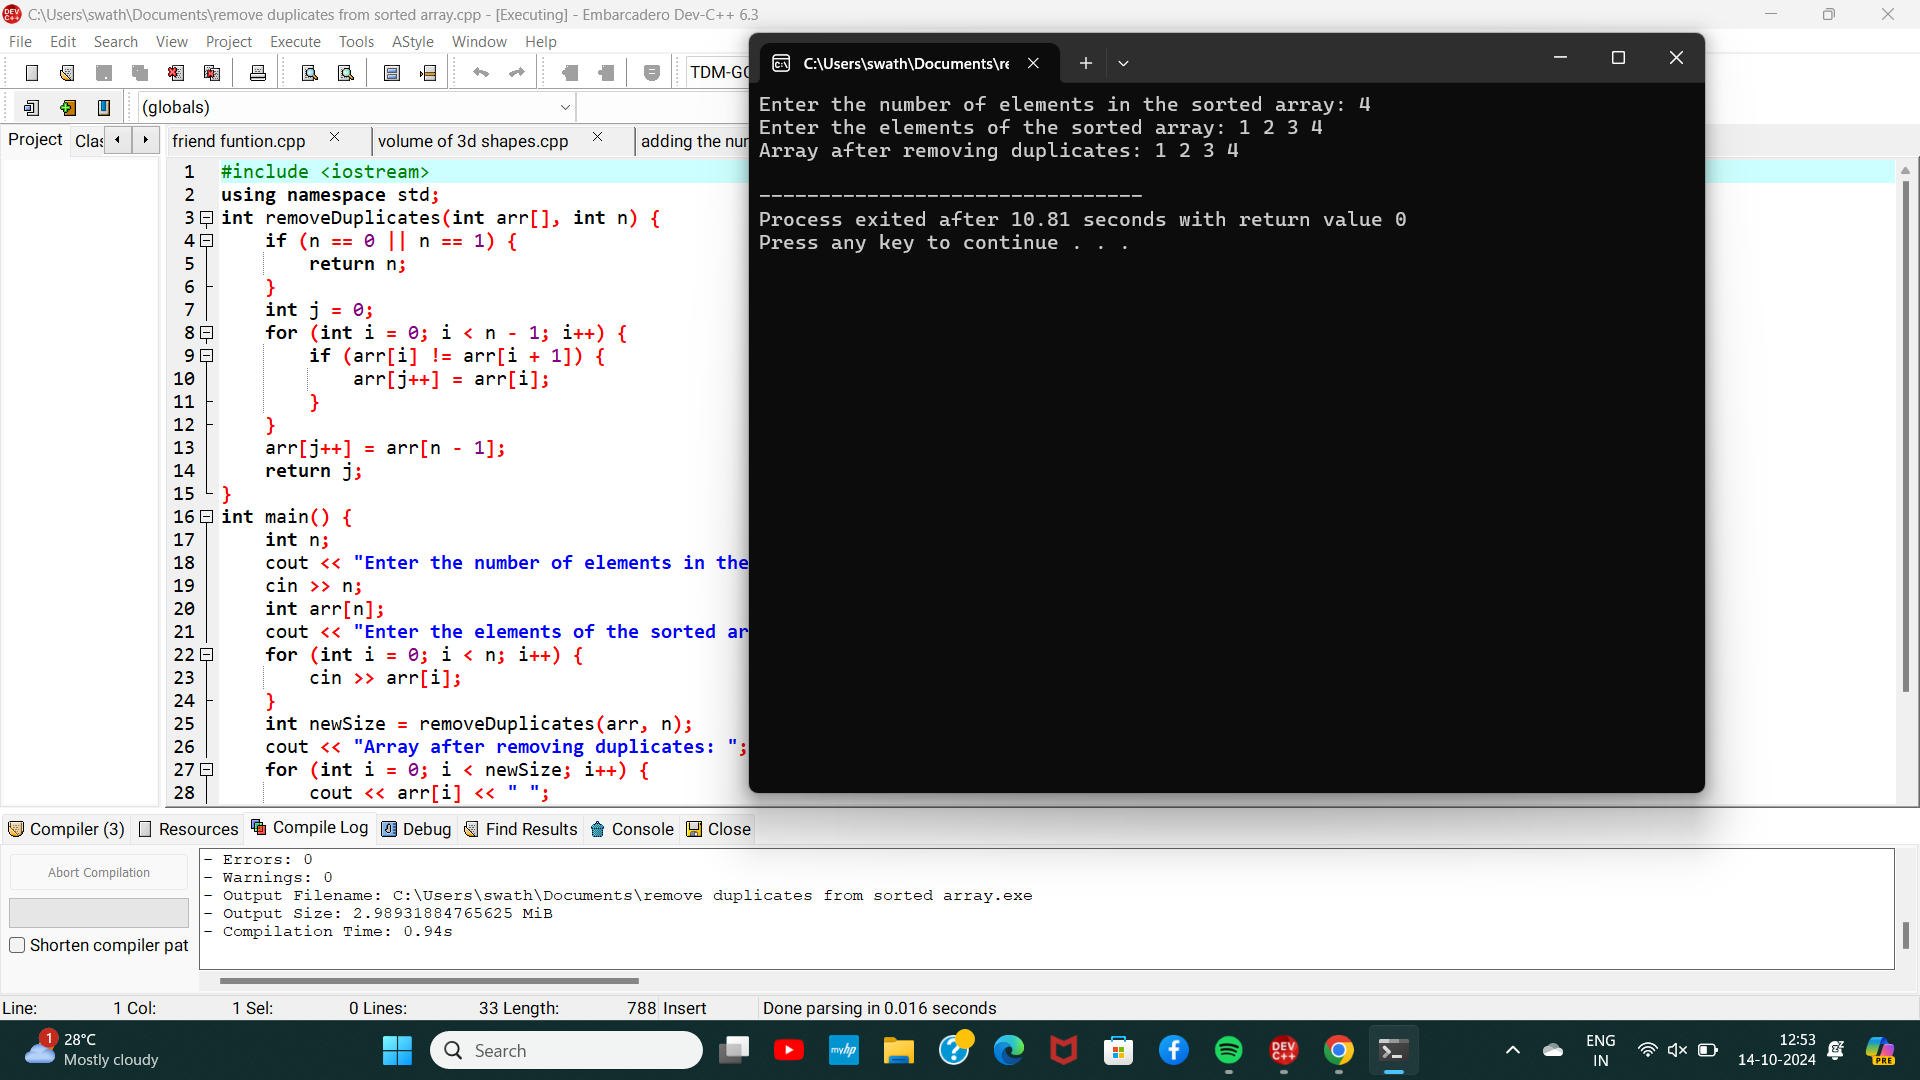 C:\Users\swath\Documents\remove duplicates from sorted array.cpp - [Executing] - Embarcadero Dev-C++ 6.3
File Edit Search View Project Execute Tools AStyle Window Help
TDM-GC
(globals)
Project Clas friend funtion.cpp volume of 3d shapes.cpp adding the nur
1 #include <iostream>
2 using namespace std;
3 int removeDuplicates(int arr[], int n) {
4 if (n == 0 || n == 1) {
5 return n;
6 }
7 int j = 0;
8 for (int i = 0; i < n - 1; i++) {
9 if (arr[i] != arr[i + 1]) {
10 arr[j++] = arr[i];
11 }
12 }
13 arr[j++] = arr[n - 1];
14 return j;
15 }
16 int main() {
17 int n;
18 cout << "Enter the number of elements in the
19 cin >> n;
20 int arr[n];
21 cout << "Enter the elements of the sorted ar
22 for (int i = 0; i < n; i++) {
23 cin >> arr[i];
24 }
25 int newSize = removeDuplicates(arr, n);
26 cout << "Array after removing duplicates: ";
27 for (int i = 0; i < newSize; i++) {
28 cout << arr[i] << " ";
C:\Users\swath\Documents\re
Enter the number of elements in the sorted array: 4
Enter the elements of the sorted array: 1 2 3 4
Array after removing duplicates: 1 2 3 4
--------------------------------
Process exited after 10.81 seconds with return value 0
Press any key to continue . . .
Compiler (3) Resources Compile Log Debug Find Results Console Close
Abort Compilation
Shorten compiler pat
- Errors: 0
- Warnings: 0
- Output Filename: C:\Users\swath\Documents\remove duplicates from sorted array.exe
- Output Size: 2.98931884765625 MiB
- Compilation Time: 0.94s
Line: 1 Col: 1 Sel: 0 Lines: 33 Length: 788 Insert Done parsing in 0.016 seconds
1
28°C
Mostly cloudy
Search
myhp
DEV C++
ENG
IN
12:53
14-10-2024
PRE